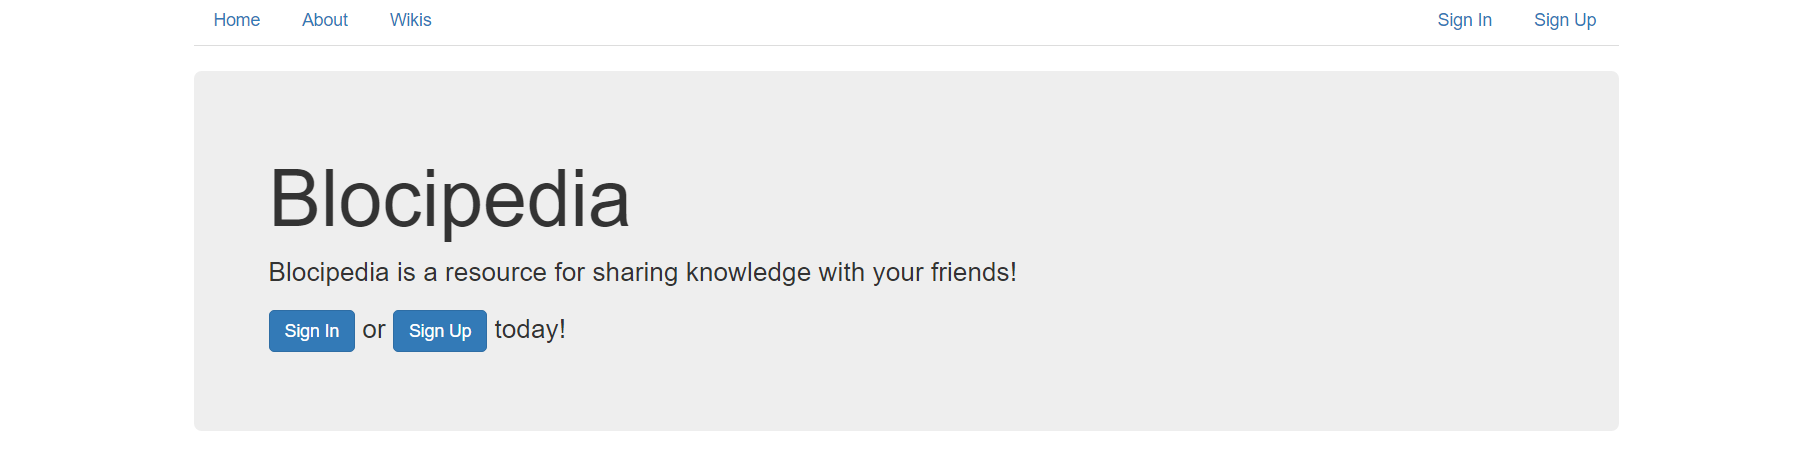 Home About Wikis Sign In Sign Up
Blocipedia
Blocipedia is a resource for sharing knowledge with your friends!
Sign In or Sign Up today!